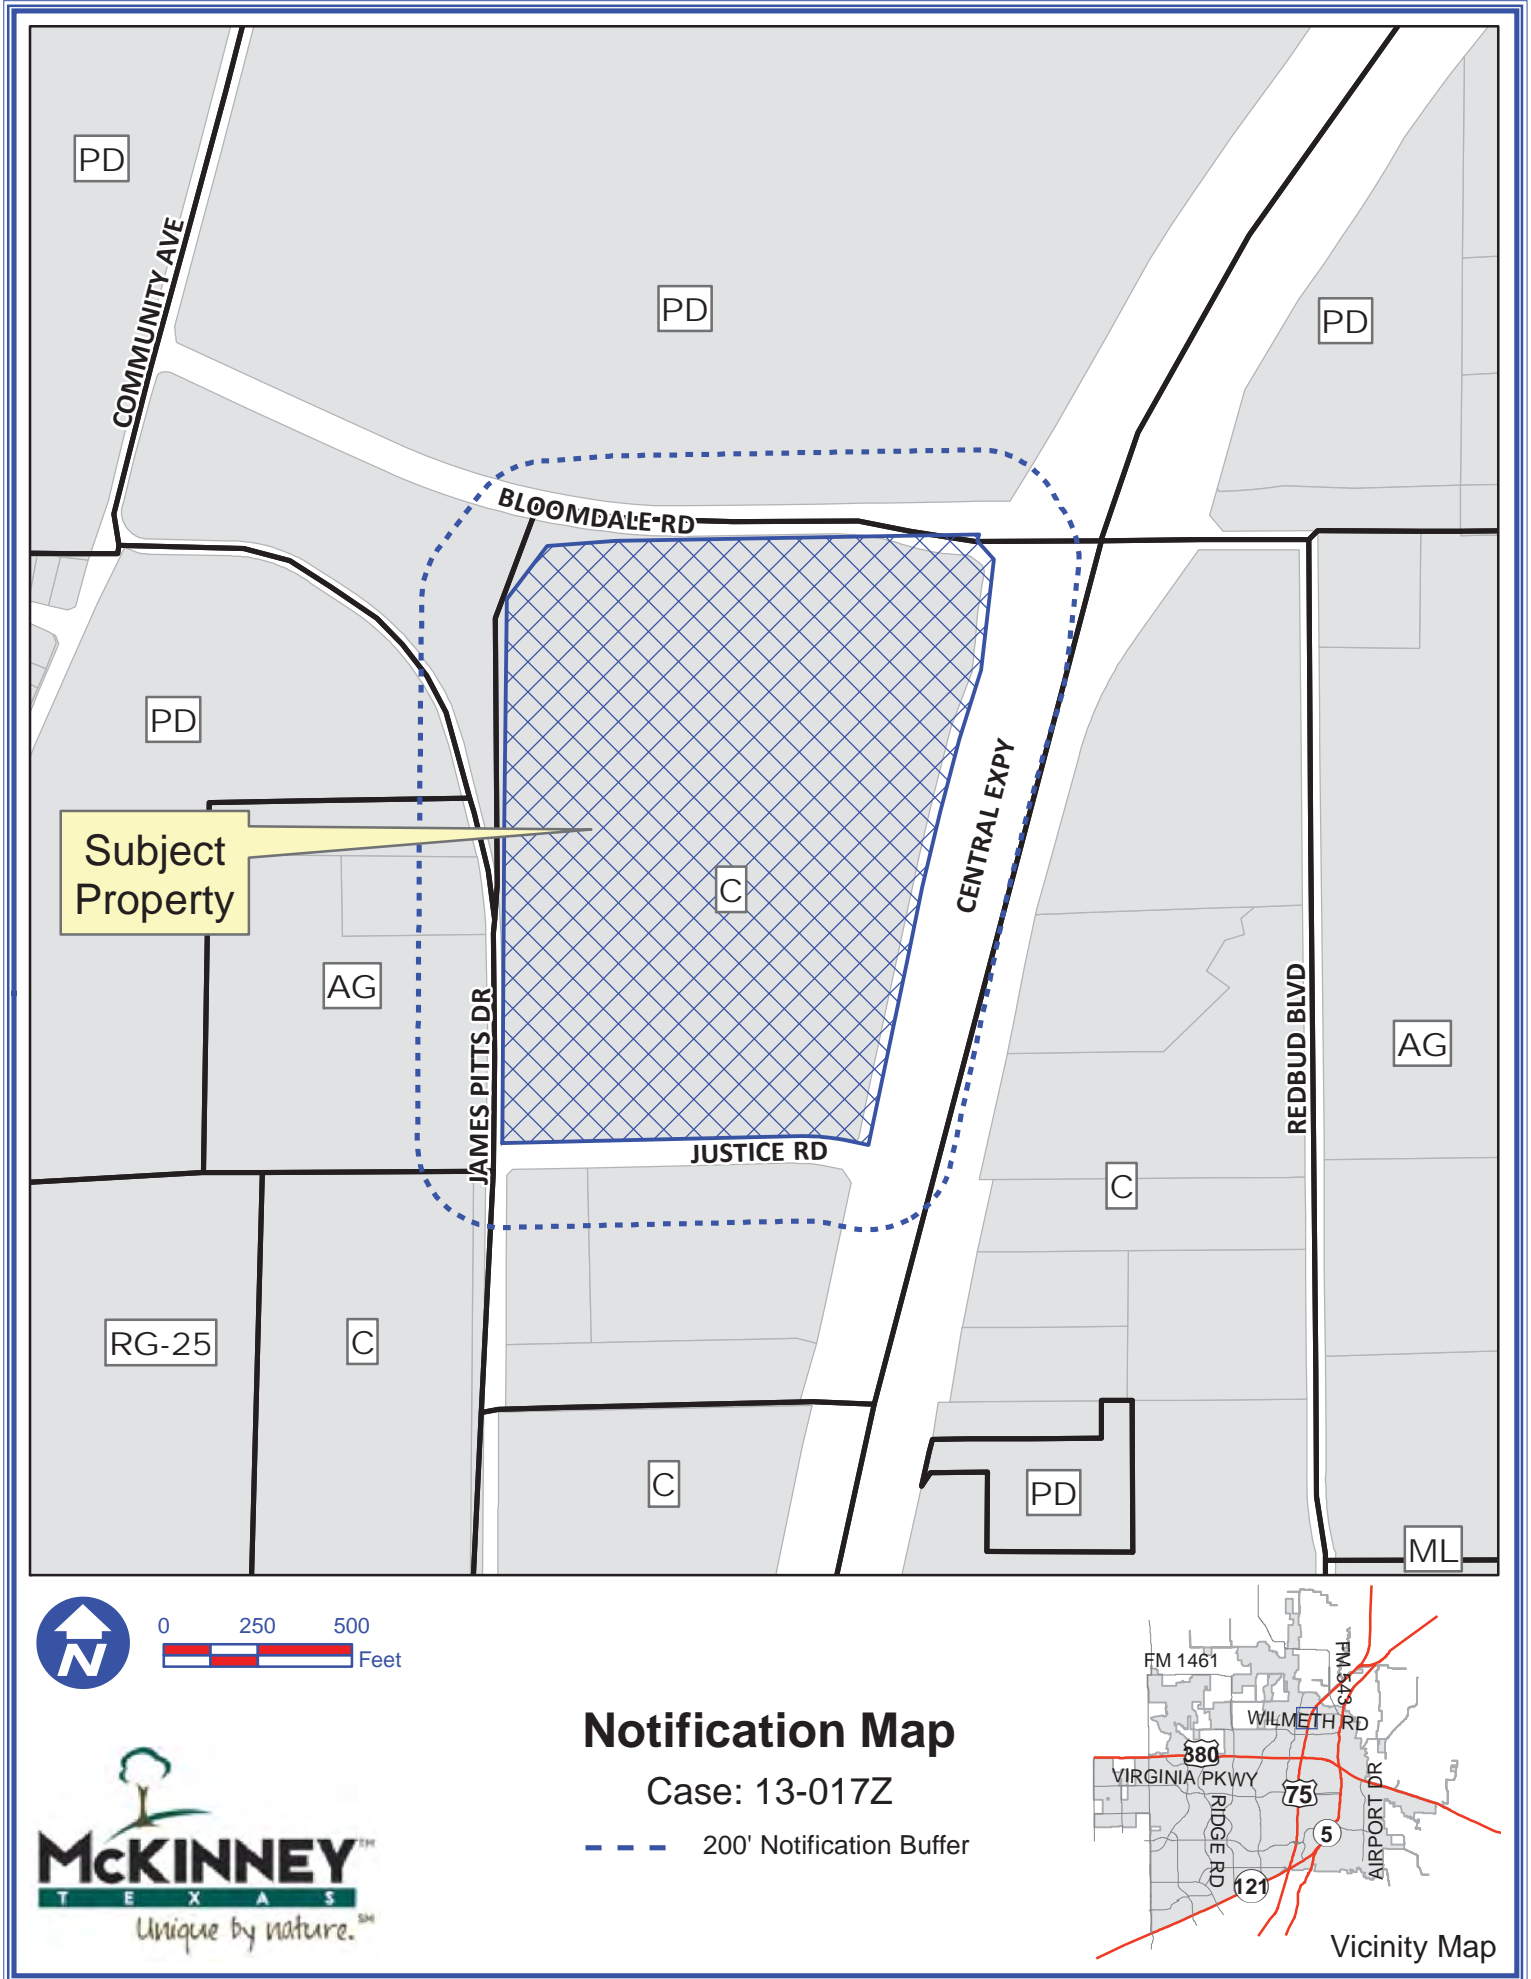 PD
COMMUNITY AVE
PD
PD
BLOOMDALE RD
PD
CENTRAL EXPY
Subject
Property
C
AG
JAMES PITTS DR
REDBUD BLVD
AG
JUSTICE RD
C
RG-25
C
C
PD
ML
N
0 250 500
Feet
McKINNEY™
TEXAS
Unique by nature.℠
Notification Map
Case: 13-017Z
200' Notification Buffer
FM 1461
FM 543
WILMETH RD
380
VIRGINIA PKWY
75
RIDGE RD
5
AIRPORT DR
121
Vicinity Map